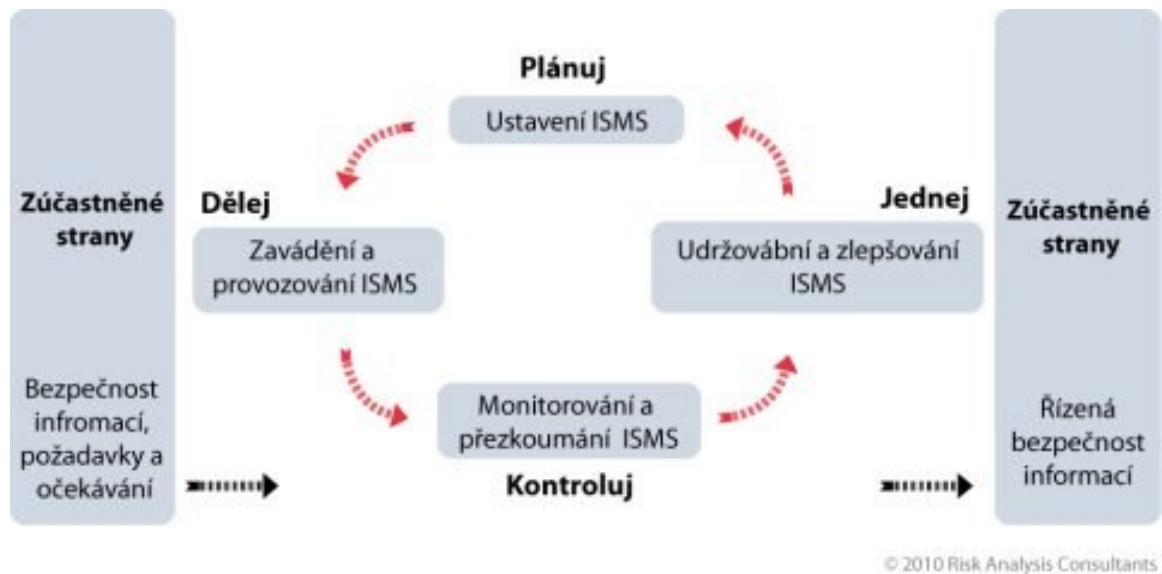 Plánuj
Ustavení ISMS
Zúčastněné
strany
Bezpečnost
infromací,
požadavky a
očekávání
Dělej
Zavádění a
provozování ISMS
Jednej
Udržovábní a zlepšování
ISMS
Monitorování a
přezkoumání ISMS
Kontroluj
Zúčastněné
strany
Řízená
bezpečnost
informací
© 2010 Risk Analysis Consultants